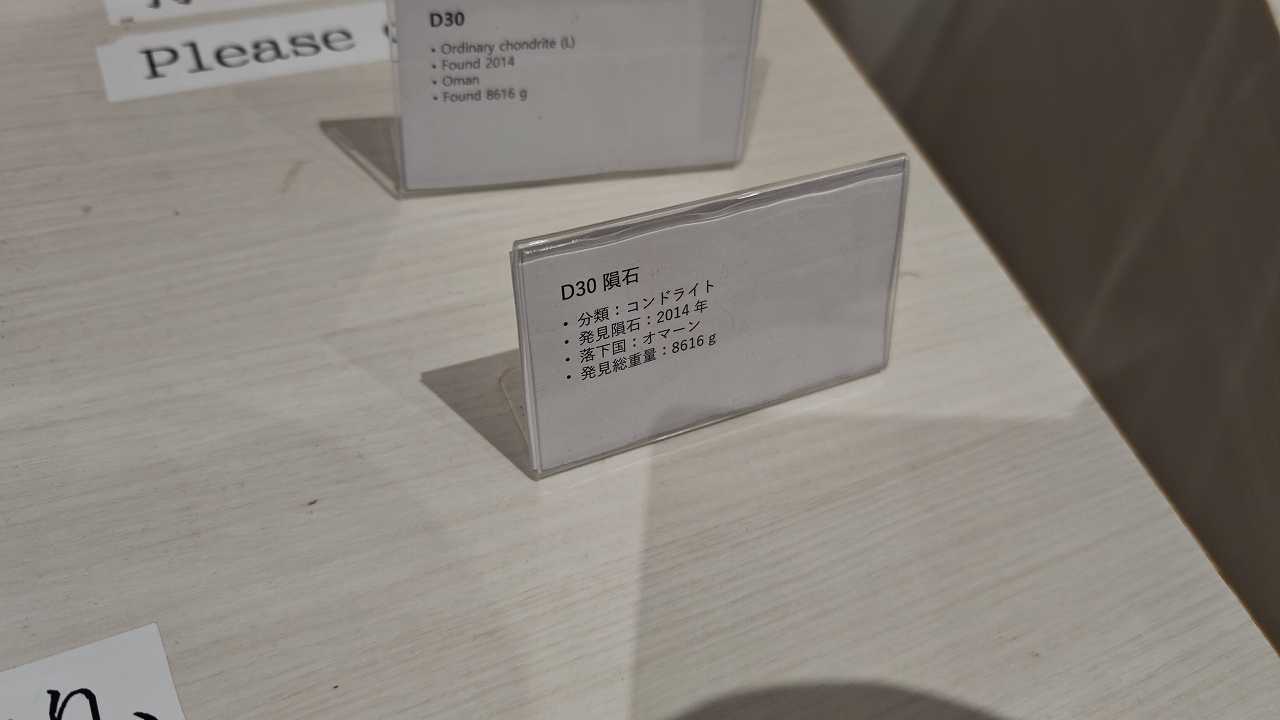 Please
D30
• Ordinary chondrite (L)
• Found 2014
• Oman
• Found 8616 g
D30 隕石
• 分類：コンドライト
• 発見隕石：2014 年
• 落下国：オマーン
• 発見総重量：8616 g